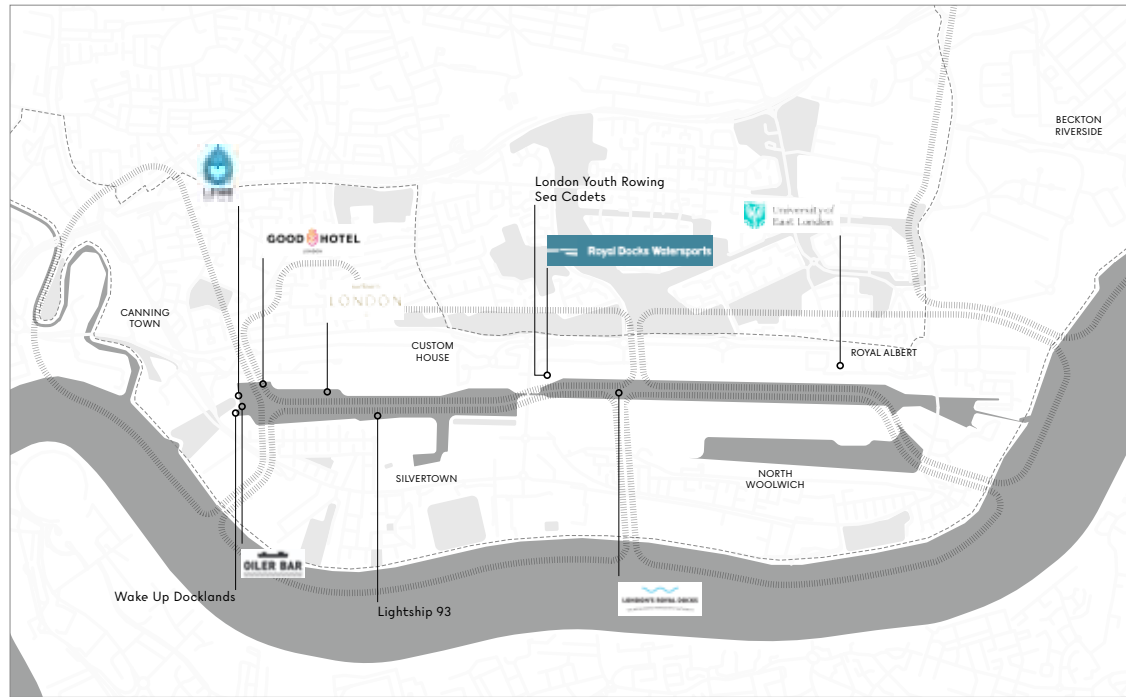 BECKTON
RIVERSIDE
London Youth Rowing
Sea Cadets
University of
East London
GOOD HOTEL
LONDON
Royal Docks Watersports
LONDON
CANNING
TOWN
CUSTOM
HOUSE
ROYAL ALBERT
SILVERTOWN
NORTH
WOOLWICH
OILER BAR
Wake Up Docklands
LONDON'S ROYAL DOCKS
Lightship 93